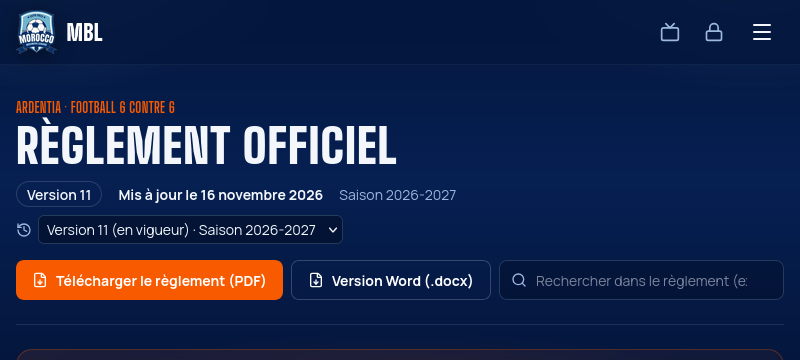 MOROCCO
MBL
ARDENTIA · FOOTBALL 6 CONTRE 6
RÈGLEMENT OFFICIEL
Version 11
Mis à jour le 16 novembre 2026
Saison 2026-2027
Version 11 (en vigueur) · Saison 2026-2027
Télécharger le règlement (PDF)
Version Word (.docx)
Rechercher dans le règlement (e